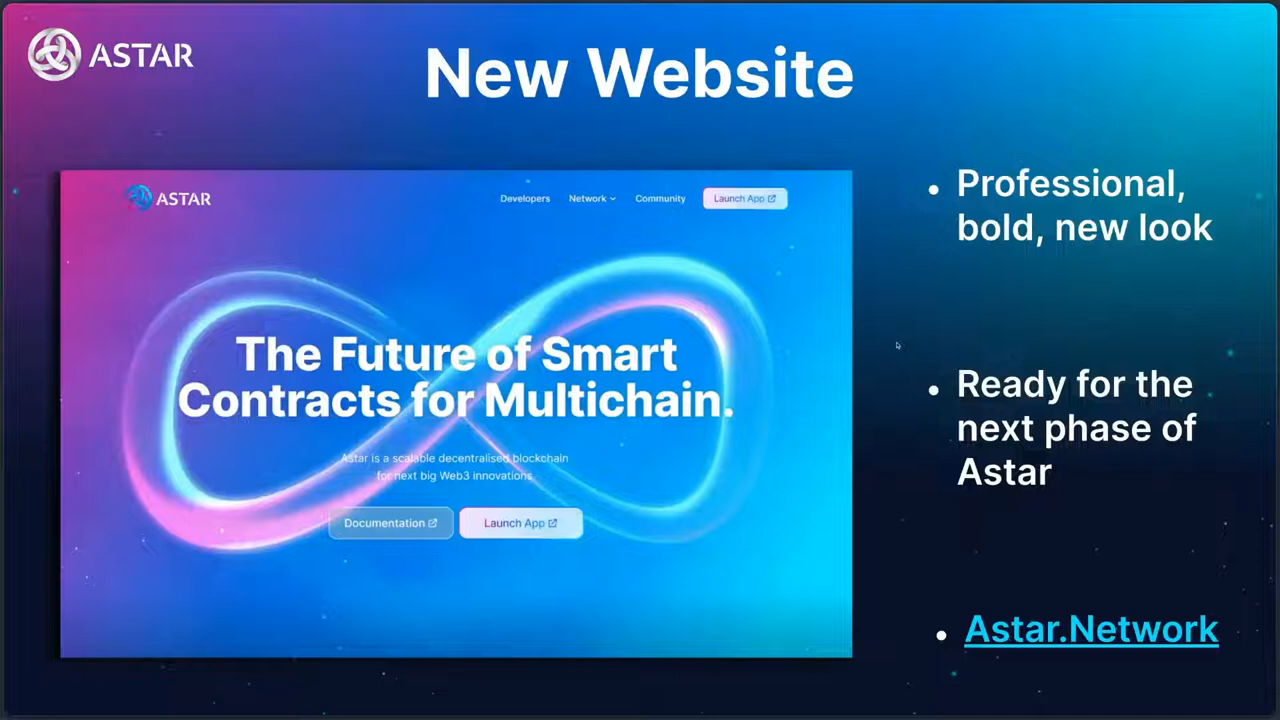 ASTAR
New Website
ASTAR
Developers
Network
Community
Launch App
The Future of Smart
Contracts for Multichain.
Astar is a scalable decentralised blockchain
for next big Web3 innovations
Documentation
Launch App
• Professional,
bold, new look
• Ready for the
next phase of
Astar
• Astar.Network